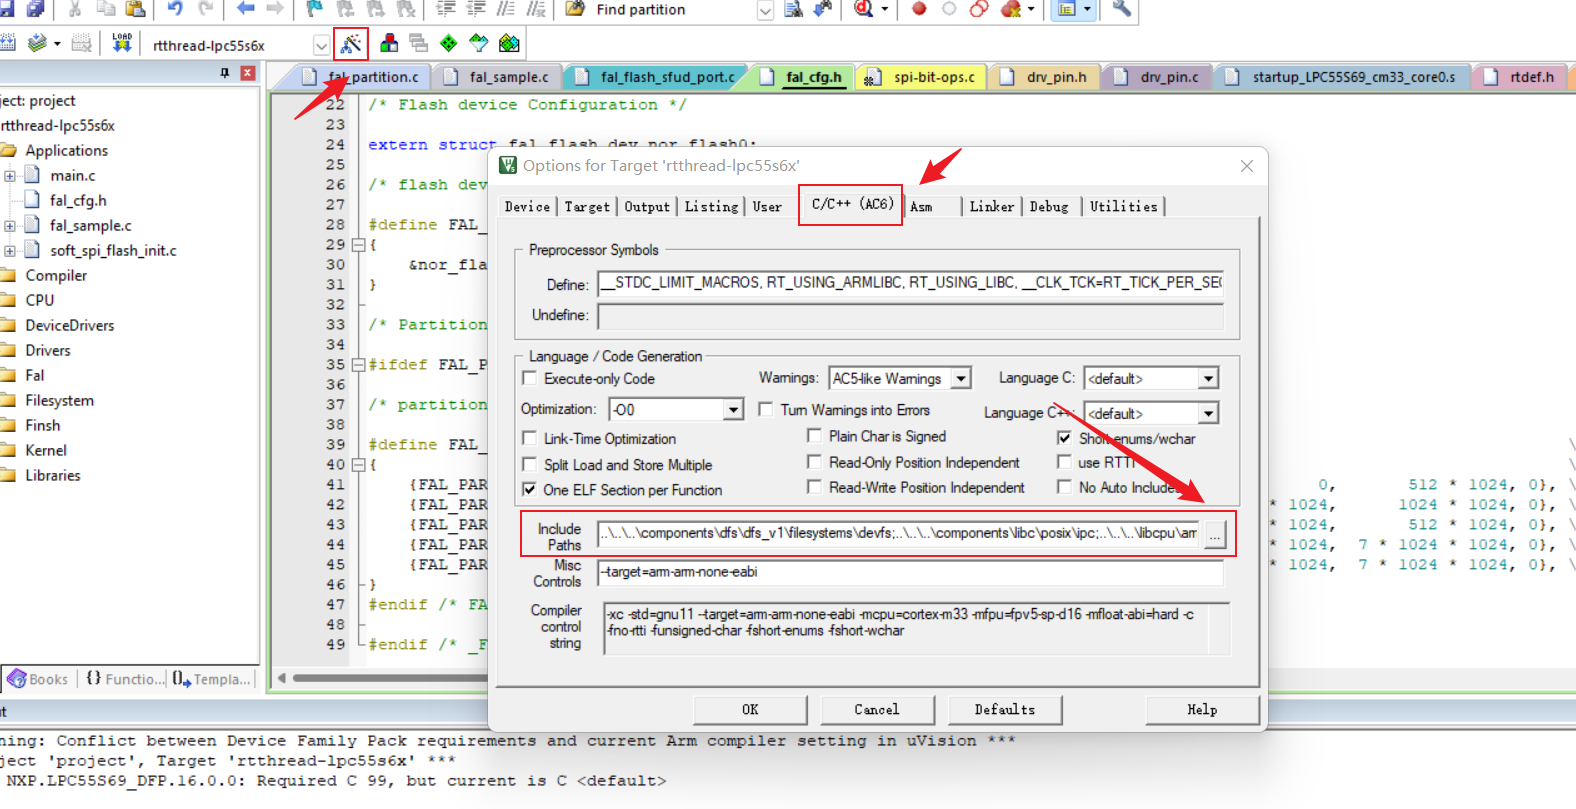 Find partition
LOAD
rtthread-lpc55s6x
fal_partition.c
fal_sample.c
fal_flash_sfud_port.c
fal_cfg.h
spi-bit-ops.c
drv_pin.h
drv_pin.c
startup_LPC55S69_cm33_core0.s
rtdef.h
ject: project
rtthread-lpc55s6x
Applications
main.c
fal_cfg.h
fal_sample.c
soft_spi_flash_init.c
Compiler
CPU
DeviceDrivers
Drivers
Fal
Filesystem
Finsh
Kernel
Libraries
Books
{} Functio...
Templa...
22 /* Flash device Configuration */
23
24 extern struct fal_flash_dev nor_flash0;
25
26 /* flash dev
27
28 #define FAL_
29 {
30 &nor_fla
31 }
32
33 /* Partition
34
35 #ifdef FAL_P
36
37 /* partition
38
39 #define FAL_
40 {
41 {FAL_PAR 0, 512 * 1024, 0}, \
42 {FAL_PAR * 1024, 1024 * 1024, 0}, \
43 {FAL_PAR * 1024, 512 * 1024, 0}, \
44 {FAL_PAR * 1024, 7 * 1024 * 1024, 0}, \
45 {FAL_PAR * 1024, 7 * 1024 * 1024, 0}, \
46 }
47 #endif /* FA
48
49 #endif /* _F
Options for Target 'rtthread-lpc55s6x'
Device
Target
Output
Listing
User
C/C++ (AC6)
Asm
Linker
Debug
Utilities
Preprocessor Symbols
Define: __STDC_LIMIT_MACROS, RT_USING_ARMLIBC, RT_USING_LIBC, __CLK_TCK=RT_TICK_PER_SEC
Undefine:
Language / Code Generation
Execute-only Code
Warnings: AC5-like Warnings
Language C: <default>
Optimization: -O0
Turn Warnings into Errors
Language C++: <default>
Link-Time Optimization
Plain Char is Signed
Short enums/wchar
Split Load and Store Multiple
Read-Only Position Independent
use RTTI
One ELF Section per Function
Read-Write Position Independent
No Auto Includes
Include Paths ..\..\..\components\dfs\dfs_v1\filesystems\devfs;..\..\..\components\libc\posix\ipc;..\..\..\libcpu\arm
...
Misc Controls --target=arm-arm-none-eabi
Compiler control string
-xc -std=gnu11 --target=arm-arm-none-eabi -mcpu=cortex-m33 -mfpu=fpv5-sp-d16 -mfloat-abi=hard -c
-fno-rtti -funsigned-char -fshort-enums -fshort-wchar
OK
Cancel
Defaults
Help
ning: Conflict between Device Family Pack requirements and current Arm compiler setting in uVision ***
ject 'project', Target 'rtthread-lpc55s6x' ***
NXP.LPC55S69_DFP.16.0.0: Required C 99, but current is C <default>